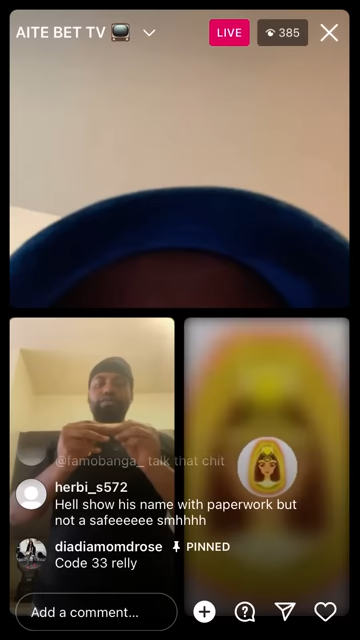 AITE BET TV 📺
LIVE
385
@famobanga_ talk that chit
herbi_s572
Hell show his name with paperwork but
not a safeeeeee smhhhh
diadiamomdrose PINNED
Code 33 relly
Add a comment...